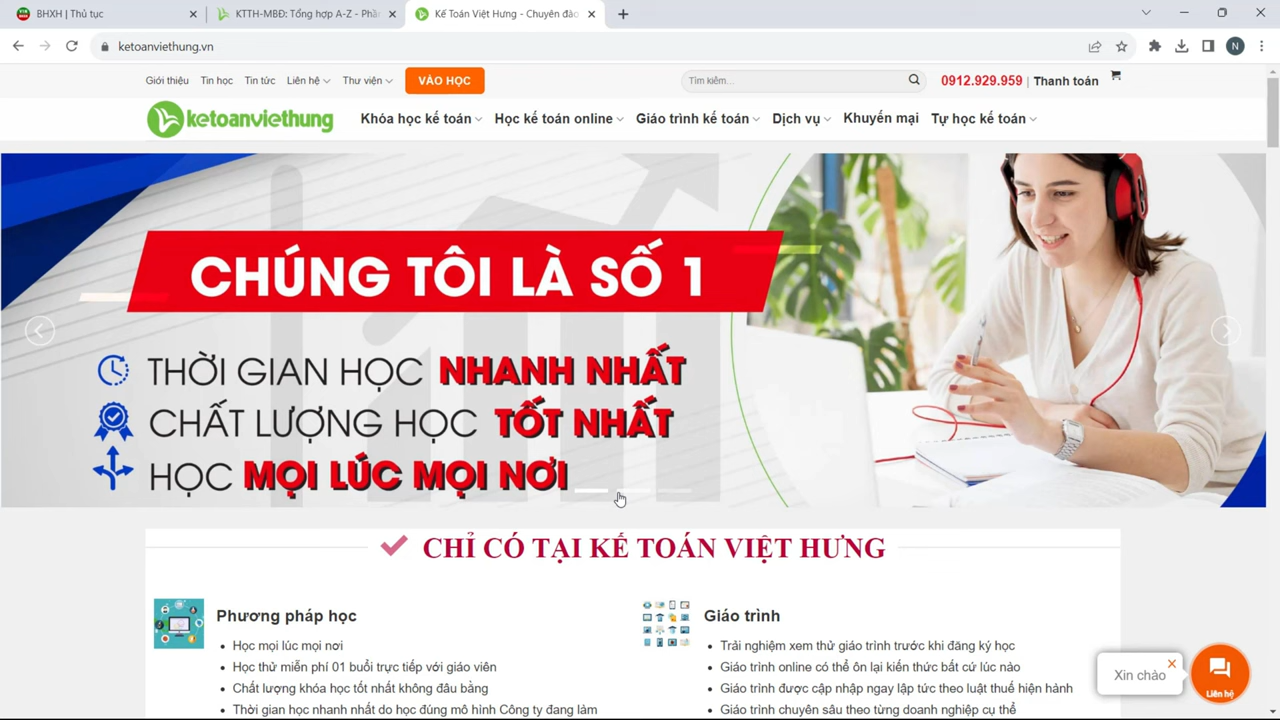 BHXH | Thủ tục
KTTH-MBĐ: Tổng hợp A-Z - Phần
Kế Toán Việt Hưng - Chuyên đào
ketoanviethung.vn
N
Giới thiệu Tin học Tin tức Liên hệ Thư viện VÀO HỌC Tìm kiếm... 0912.929.959 | Thanh toán
ketoanviethung Khóa học kế toán Học kế toán online Giáo trình kế toán Dịch vụ Khuyến mại Tự học kế toán
CHÚNG TÔI LÀ SỐ 1
THỜI GIAN HỌC NHANH NHẤT
CHẤT LƯỢNG HỌC TỐT NHẤT
HỌC MỌI LÚC MỌI NƠI
CHỈ CÓ TẠI KẾ TOÁN VIỆT HƯNG
Phương pháp học
Học mọi lúc mọi nơi
Học thử miễn phí 01 buổi trực tiếp với giáo viên
Chất lượng khóa học tốt nhất không đâu bằng
Thời gian học nhanh nhất do học đúng mô hình Công ty đang làm
Giáo trình
Trải nghiệm xem thử giáo trình trước khi đăng ký học
Giáo trình online có thể ôn lại kiến thức bất cứ lúc nào
Giáo trình được cập nhập ngay lập tức theo luật thuế hiện hành
Giáo trình chuyên sâu theo từng doanh nghiệp cụ thể
Xin chào
Liên hệ